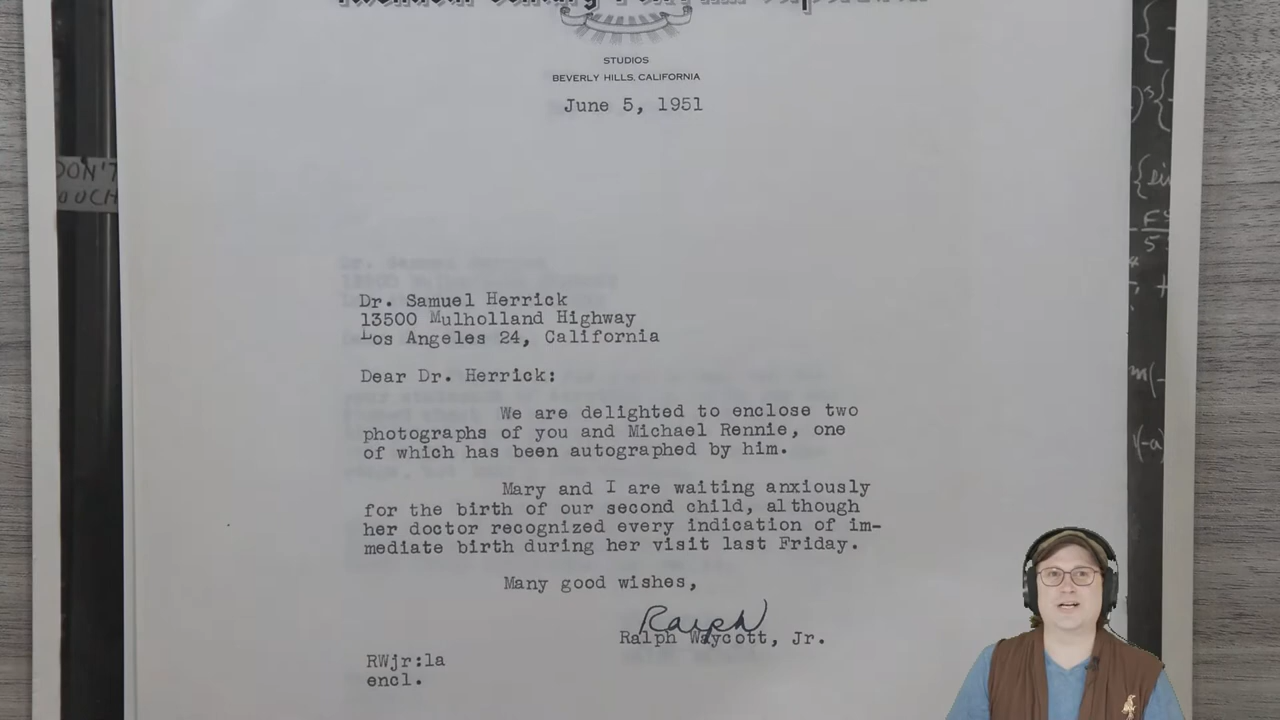 STUDIOS
BEVERLY HILLS, CALIFORNIA
June 5, 1951
DON'T
OUCH
Dr. Samuel Herrick
13500 Mulholland Highway
Los Angeles 24, California
Dear Dr. Herrick:
We are delighted to enclose two
photographs of you and Michael Rennie, one
of which has been autographed by him.
Mary and I are waiting anxiously
for the birth of our second child, although
her doctor recognized every indication of im-
mediate birth during her visit last Friday.
Many good wishes,
Ralph
Ralph Waycott, Jr.
RWjr:la
encl.